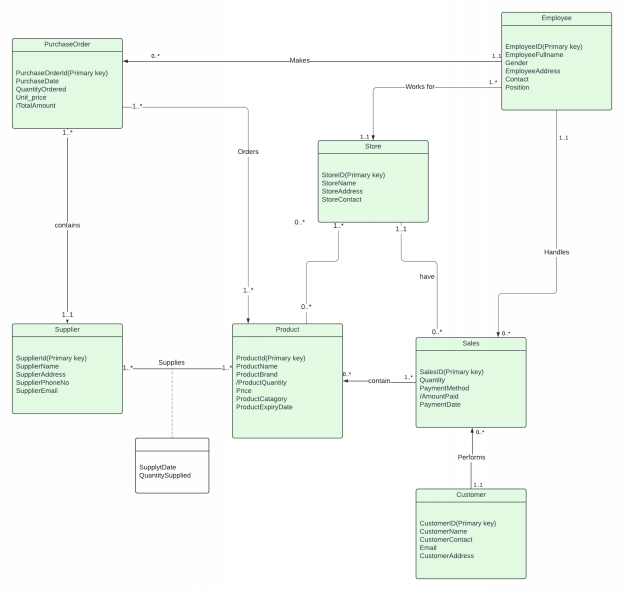 Employee
EmployeeID(Primary key)
EmployeeFullname
Gender
EmployeeAddress
Contact
Position
PurchaseOrder
PurchaseOrderId(Primary key)
PurchaseDate
QuantityOrdered
Unit_price
/TotalAmount
0..*
Makes
1..1
1..*
Works for
1..1
1..1
Handles
0..*
1..*
Orders
1..*
1..*
contains
1..1
Store
StoreID(Primary key)
StoreName
StoreAddress
StoreContact
0..*
1..*
0..*
1..1
have
0..*
Supplier
SupplierId(Primary key)
SupplierName
SupplierAddress
SupplierPhoneNo
SupplierEmail
1..*
Supplies
1..*
Product
ProductId(Primary key)
ProductName
ProductBrand
/ProductQuantity
Price
ProductCatagory
ProductExpiryDate
0..*
contain
1..*
Sales
SalesID(Primary key)
Quantity
PaymentMethod
/AmountPaid
PaymentDate
SupplytDate
QuantitySupplied
0..*
Performs
1..1
Customer
CustomerID(Primary key)
CustomerName
CustomerContact
Email
CustomerAddress